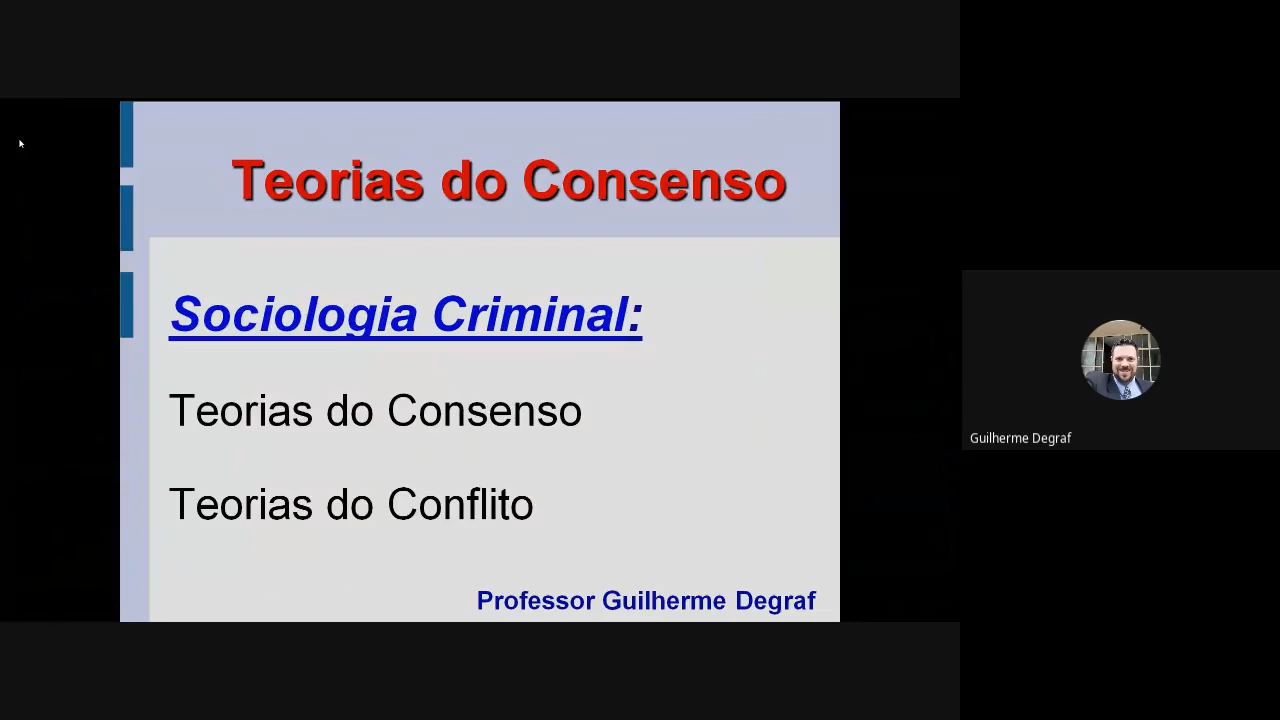 Teorias do Consenso
Sociologia Criminal:
Teorias do Consenso
Teorias do Conflito
Professor Guilherme Degraf
Guilherme Degraf